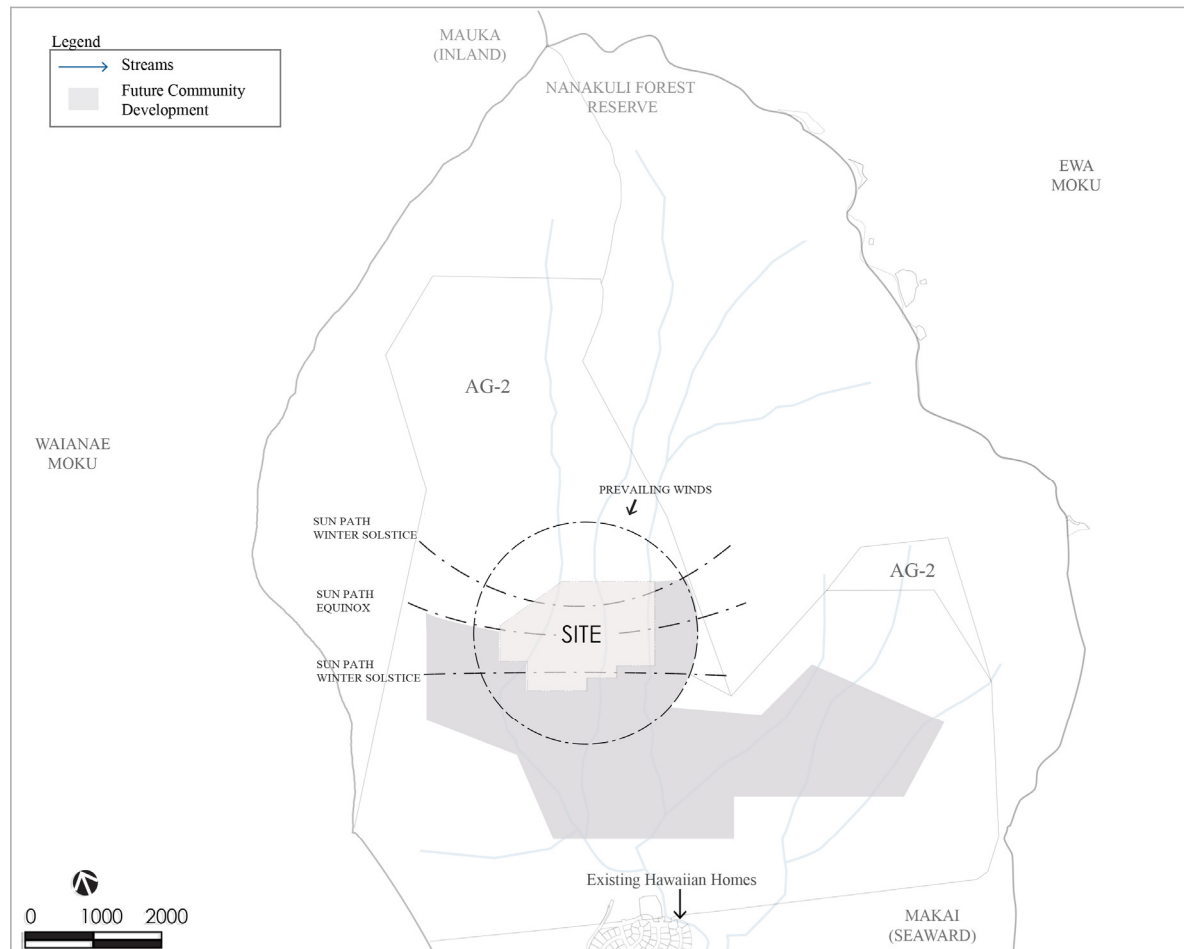 Legend
Streams
Future Community
Development
MAUKA
(INLAND)
NANAKULI FOREST
RESERVE
EWA
MOKU
AG-2
WAIANAE
MOKU
PREVAILING WINDS
SUN PATH
WINTER SOLSTICE
SUN PATH
EQUINOX
SITE
SUN PATH
WINTER SOLSTICE
AG-2
Existing Hawaiian Homes
MAKAI
(SEAWARD)
0 1000 2000